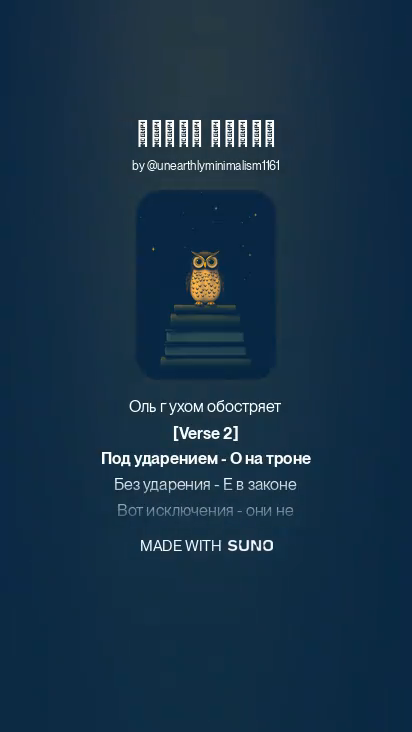 by @unearthlyminimalism1161
Оль г ухом обостряет
[Verse 2]
Под ударением - О на троне
Без ударения - Е в законе
Вот исключения - они не
MADE WITH SUNO